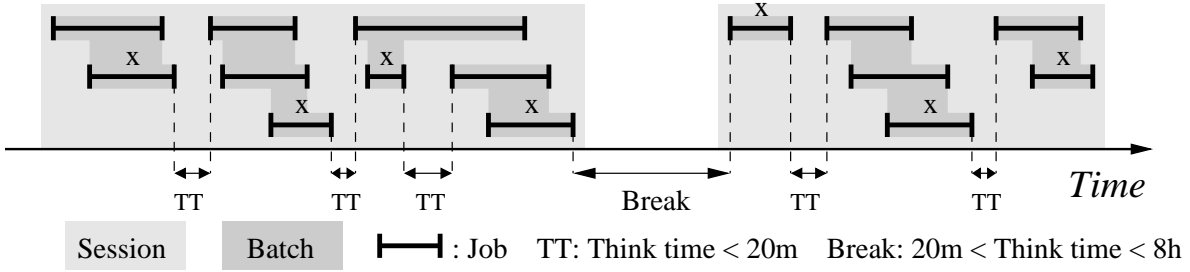 x
x x x
x x x
TT TT TT Break TT TT Time
Session Batch : Job TT: Think time < 20m Break: 20m < Think time < 8h